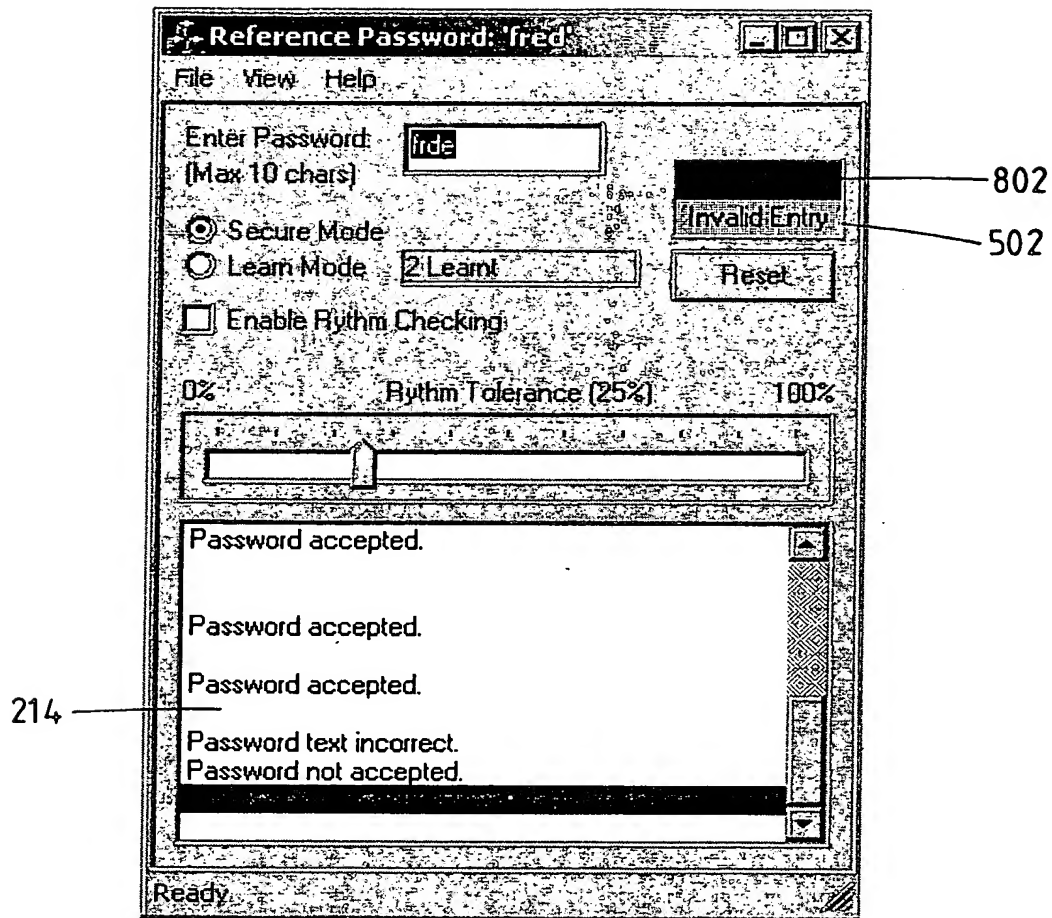 Reference Password: 'fred'
File View Help
Enter Password:
(Max 10 chars)
frde
802
Invalid Entry
502
Secure Mode
Learn Mode
2 Learnt
Reset
Enable Rythm Checking
0% Rythm Tolerance (25%) 100%
Password accepted.
Password accepted.
Password accepted.
214
Password text incorrect.
Password not accepted.
Ready